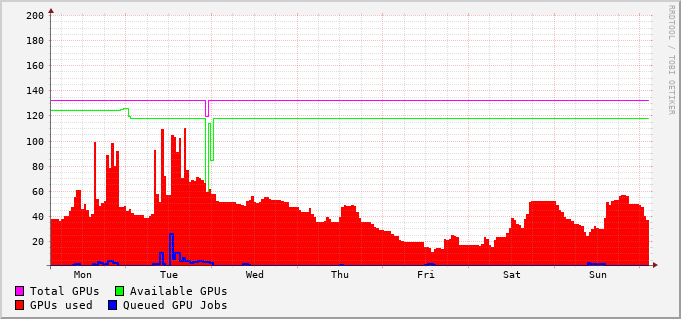 200
180
160
140
120
100
80
60
40
20
Mon Tue Wed Thu Fri Sat Sun
Total GPUs Available GPUs
GPUs used Queued GPU Jobs
RRDTOOL / TOBI OETIKER